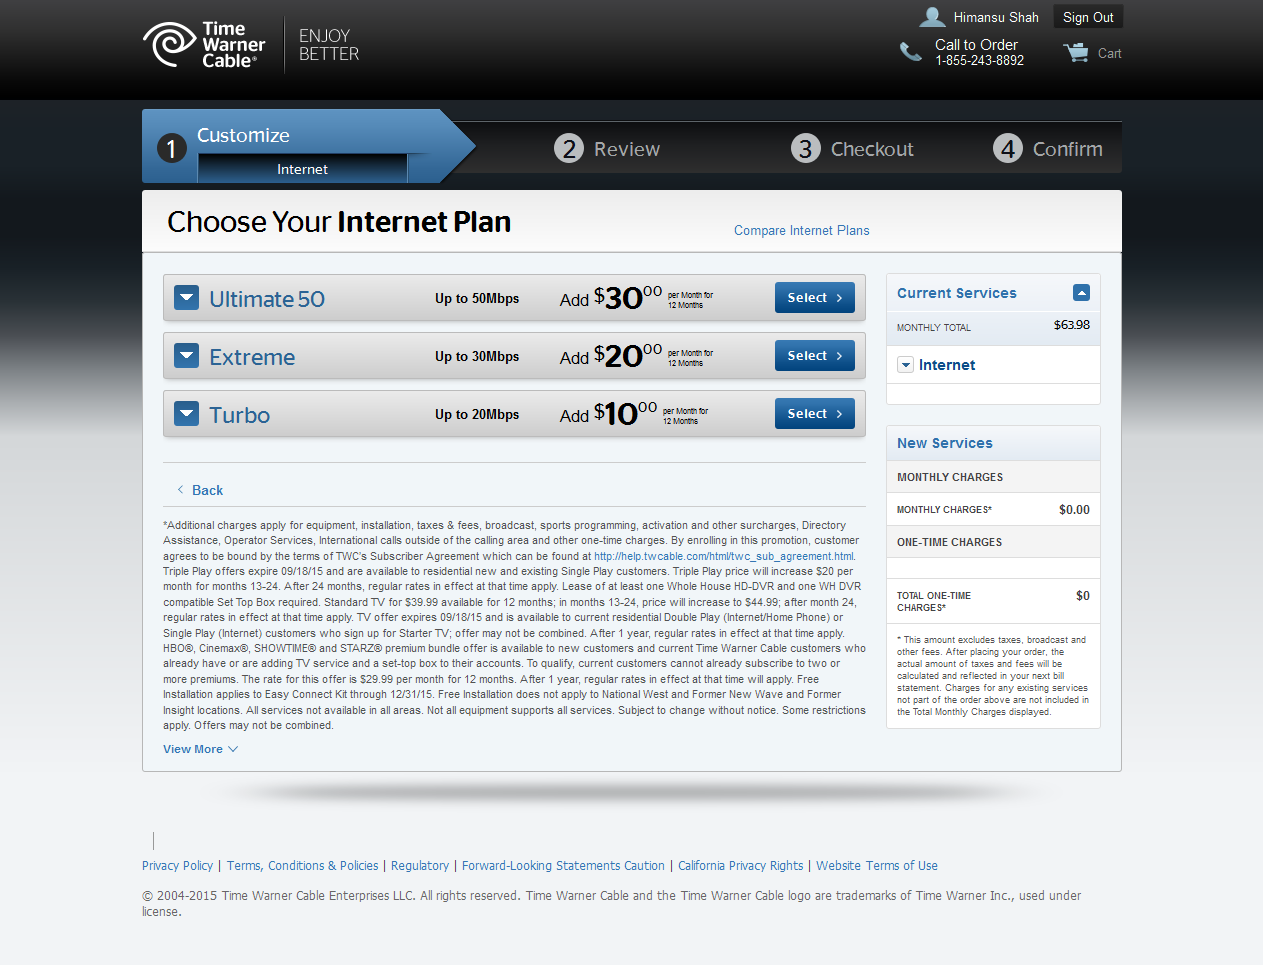 Time
Warner
Cable®
ENJOY
BETTER
Himansu Shah
Sign Out
Call to Order
1-855-243-8892
Cart
1
Customize
Internet
2 Review
3 Checkout
4 Confirm
Choose Your Internet Plan
Compare Internet Plans
Ultimate 50
Up to 50Mbps
Add $30 00 per Month for
12 Months
Select
Extreme
Up to 30Mbps
Add $20 00 per Month for
12 Months
Select
Turbo
Up to 20Mbps
Add $10 00 per Month for
12 Months
Select
Back
*Additional charges apply for equipment, installation, taxes & fees, broadcast, sports programming, activation and other surcharges, Directory
Assistance, Operator Services, International calls outside of the calling area and other one-time charges. By enrolling in this promotion, customer
agrees to be bound by the terms of TWC's Subscriber Agreement which can be found at http://help.twcable.com/html/twc_sub_agreement.html.
Triple Play offers expire 09/18/15 and are available to residential new and existing Single Play customers. Triple Play price will increase $20 per
month for months 13-24. After 24 months, regular rates in effect at that time apply. Lease of at least one Whole House HD-DVR and one WH DVR
compatible Set Top Box required. Standard TV for $39.99 available for 12 months; in months 13-24, price will increase to $44.99; after month 24,
regular rates in effect at that time apply. TV offer expires 09/18/15 and is available to current residential Double Play (Internet/Home Phone) or
Single Play (Internet) customers who sign up for Starter TV; offer may not be combined. After 1 year, regular rates in effect at that time apply.
HBO®, Cinemax®, SHOWTIME® and STARZ® premium bundle offer is available to new customers and current Time Warner Cable customers who
already have or are adding TV service and a set-top box to their accounts. To qualify, current customers cannot already subscribe to two or
more premiums. The rate for this offer is $29.99 per month for 12 months. After 1 year, regular rates in effect at that time will apply. Free
Installation applies to Easy Connect Kit through 12/31/15. Free Installation does not apply to National West and Former New Wave and Former
Insight locations. All services not available in all areas. Not all equipment supports all services. Subject to change without notice. Some restrictions
apply. Offers may not be combined.
View More
Current Services
MONTHLY TOTAL $63.98
Internet
New Services
MONTHLY CHARGES
MONTHLY CHARGES* $0.00
ONE-TIME CHARGES
TOTAL ONE-TIME $0
CHARGES*
* This amount excludes taxes, broadcast and
other fees. After placing your order, the
actual amount of taxes and fees will be
calculated and reflected in your next bill
statement. Charges for any existing services
not part of the order above are not included in
the Total Monthly Charges displayed.
Privacy Policy | Terms, Conditions & Policies | Regulatory | Forward-Looking Statements Caution | California Privacy Rights | Website Terms of Use
© 2004-2015 Time Warner Cable Enterprises LLC. All rights reserved. Time Warner Cable and the Time Warner Cable logo are trademarks of Time Warner Inc., used under
license.